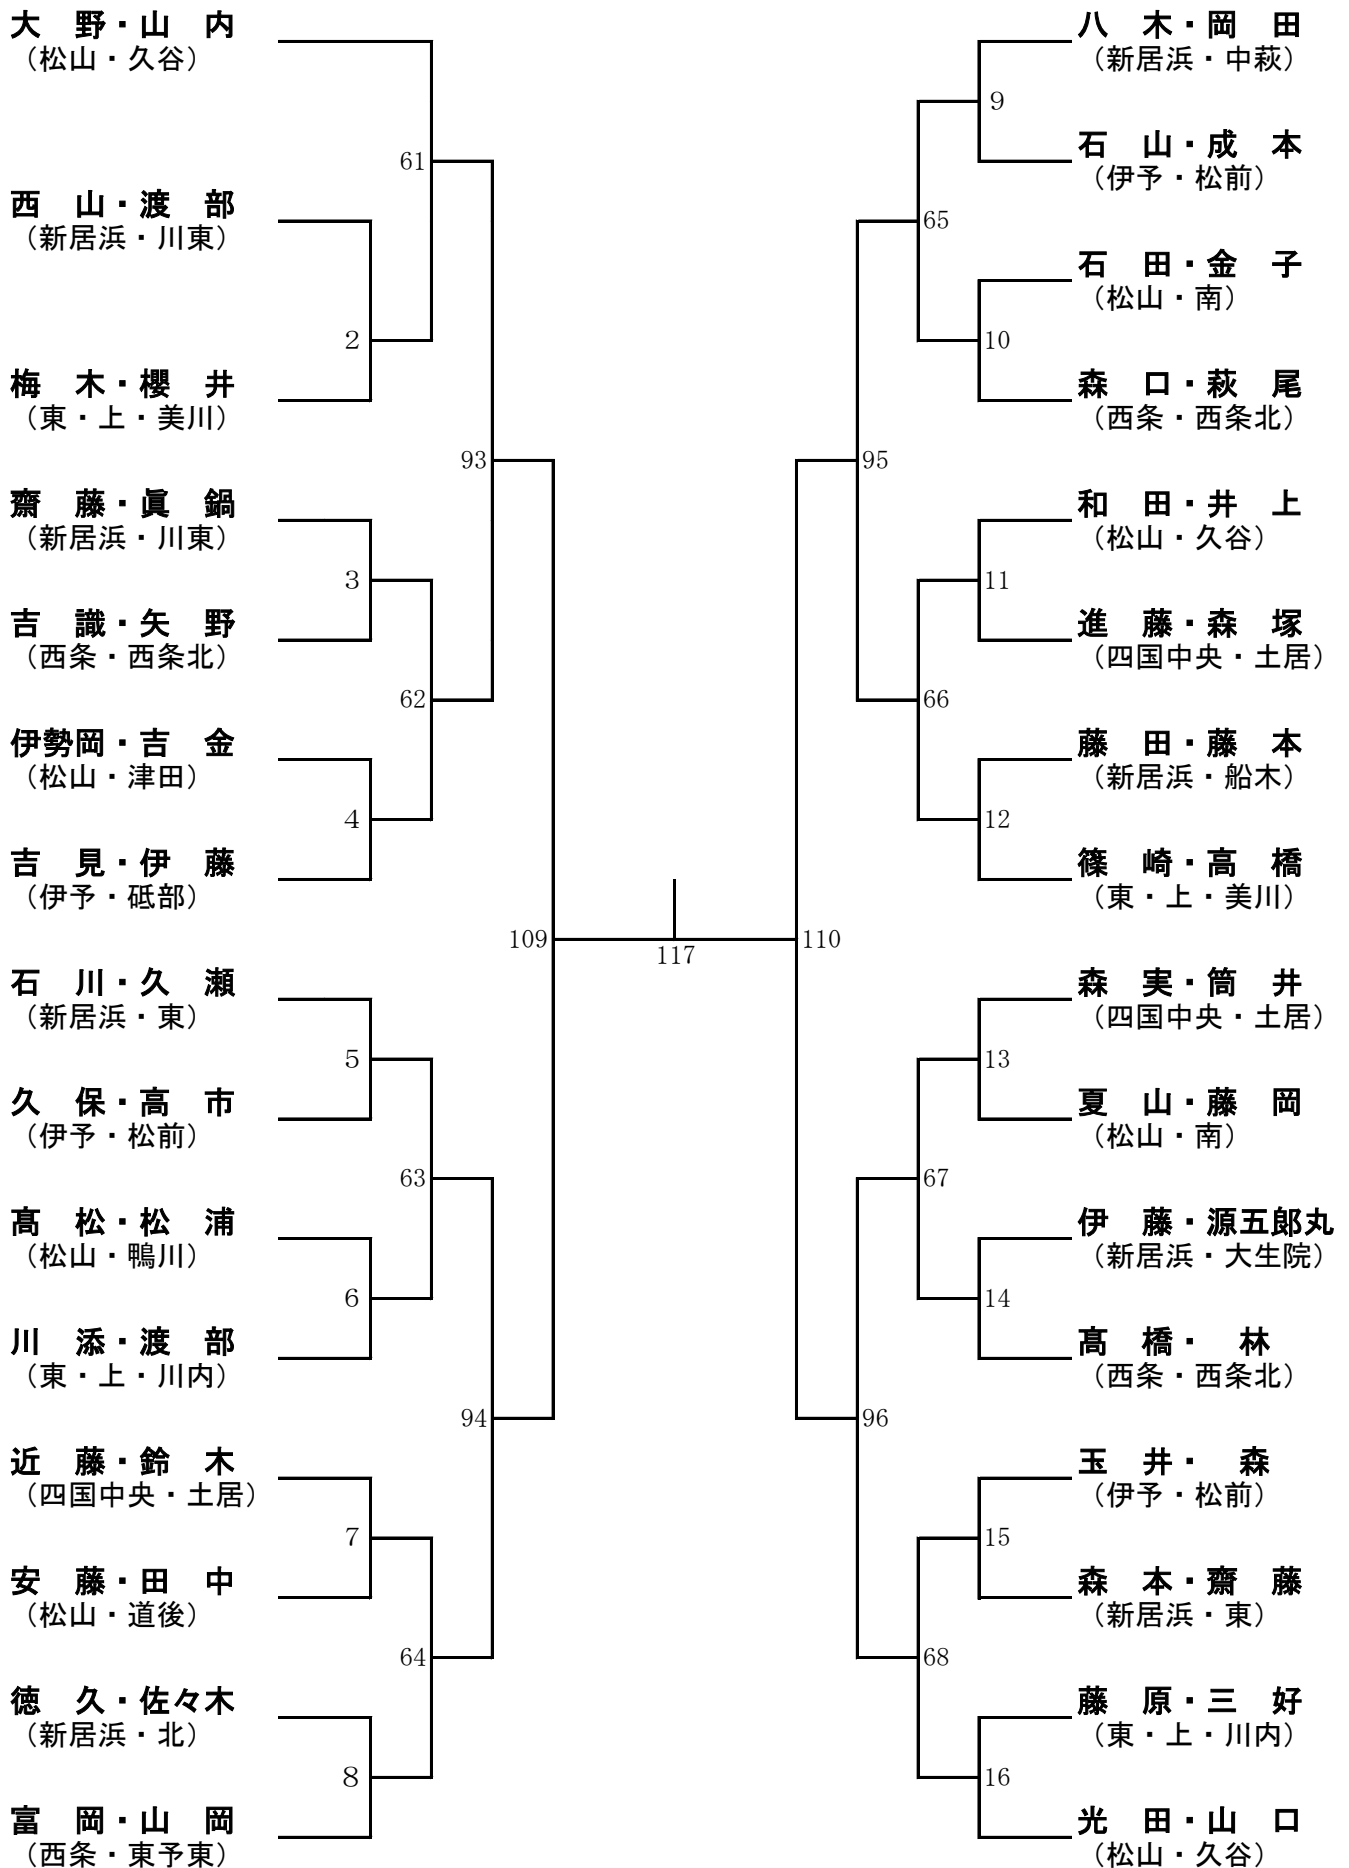 大　野・山　内
（松山・久谷）
61
西　山・渡　部
（新居浜・川東）
2
梅　木・櫻　井
（東・上・美川）
93
齋　藤・眞　鍋
（新居浜・川東）
3
吉　識・矢　野
（西条・西条北）
62
伊勢岡・吉　金
（松山・津田）
4
吉　見・伊　藤
（伊予・砥部）
109
石　川・久　瀬
（新居浜・東）
5
久　保・高　市
（伊予・松前）
63
髙　松・松　浦
（松山・鴨川）
6
川　添・渡　部
（東・上・川内）
94
近　藤・鈴　木
（四国中央・土居）
7
安　藤・田　中
（松山・道後）
64
徳　久・佐々木
（新居浜・北）
8
富　岡・山　岡
（西条・東予東）
117
八　木・岡　田
（新居浜・中萩）
9
石　山・成　本
（伊予・松前）
65
石　田・金　子
（松山・南）
10
森　口・萩　尾
（西条・西条北）
95
和　田・井　上
（松山・久谷）
11
進　藤・森　塚
（四国中央・土居）
66
藤　田・藤　本
（新居浜・船木）
12
篠　崎・高　橋
（東・上・美川）
110
森　実・筒　井
（四国中央・土居）
13
夏　山・藤　岡
（松山・南）
67
伊　藤・源五郎丸
（新居浜・大生院）
14
髙　橋・　林
（西条・西条北）
96
玉　井・　森
（伊予・松前）
15
森　本・齋　藤
（新居浜・東）
68
藤　原・三　好
（東・上・川内）
16
光　田・山　口
（松山・久谷）